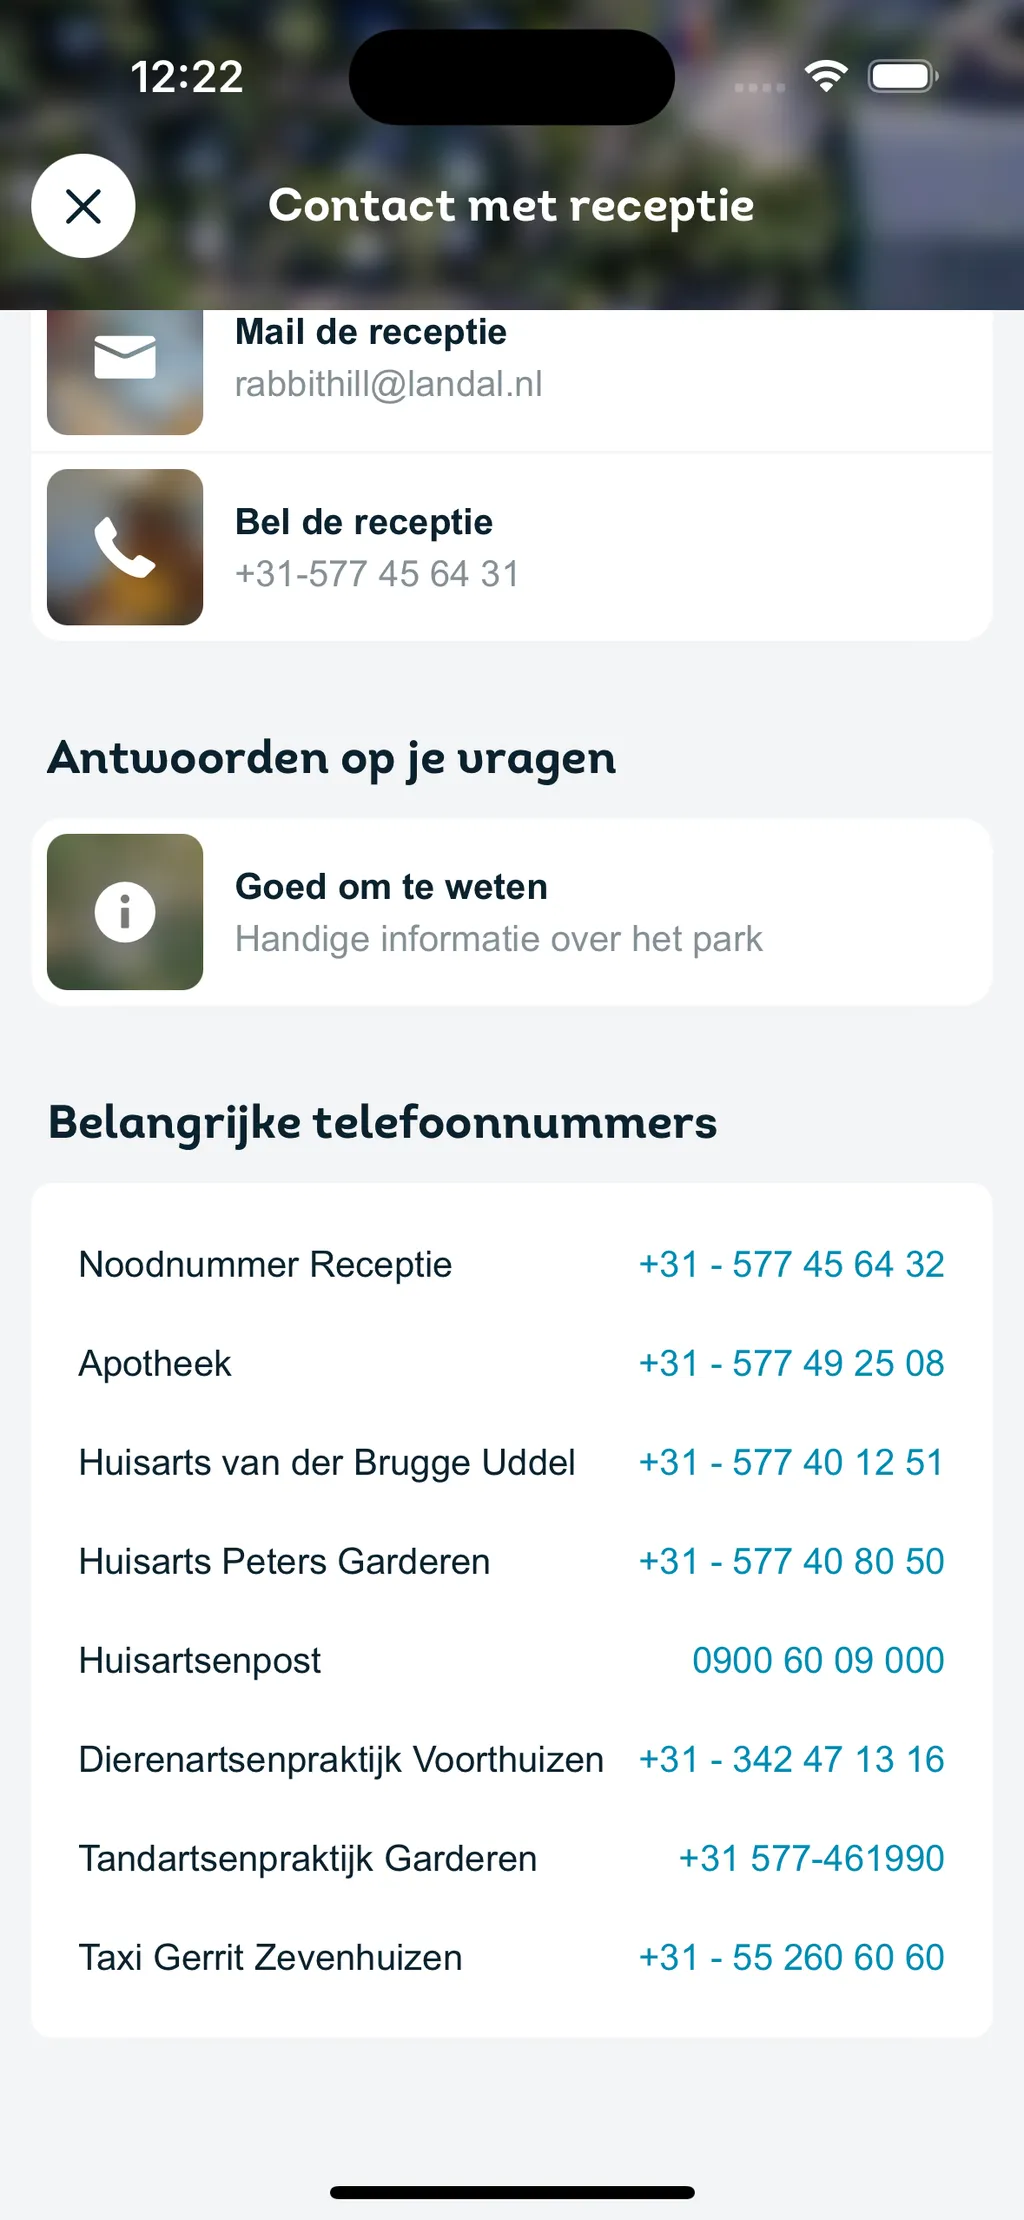 12:22
Contact met receptie
Mail de receptie
rabbithill@landal.nl
Bel de receptie
+31-577 45 64 31
Antwoorden op je vragen
Goed om te weten
Handige informatie over het park
Belangrijke telefoonnummers
Noodnummer Receptie +31 - 577 45 64 32
Apotheek +31 - 577 49 25 08
Huisarts van der Brugge Uddel +31 - 577 40 12 51
Huisarts Peters Garderen +31 - 577 40 80 50
Huisartsenpost 0900 60 09 000
Dierenartsenpraktijk Voorthuizen +31 - 342 47 13 16
Tandartsenpraktijk Garderen +31 577-461990
Taxi Gerrit Zevenhuizen +31 - 55 260 60 60